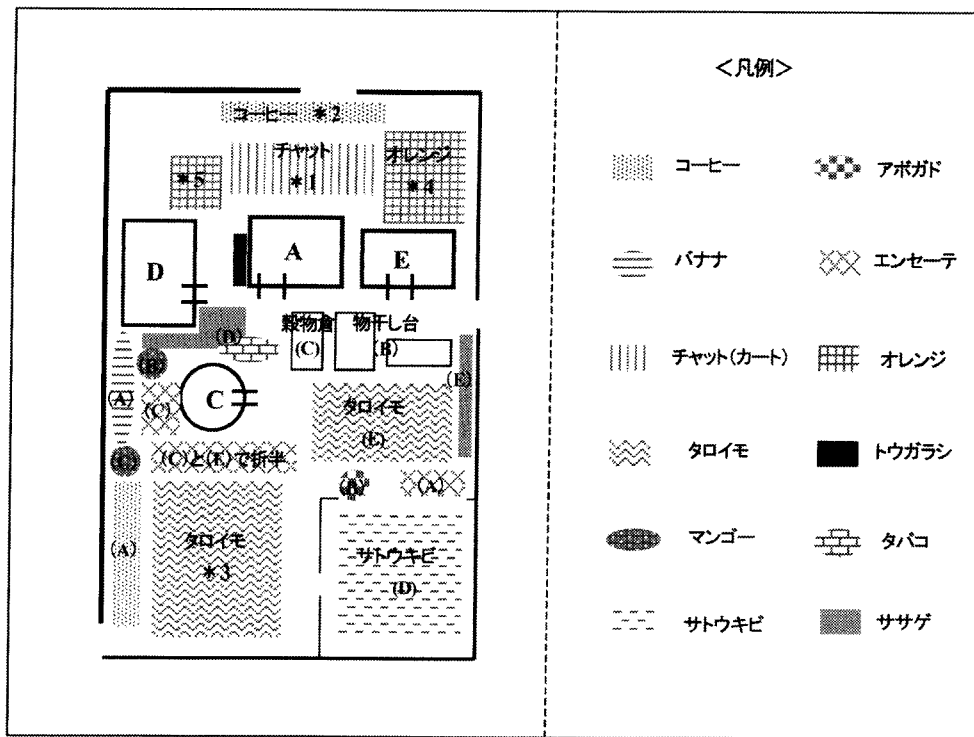 <凡例>
コーヒー *2
チャット
*1
オレンジ
*4
*5
D
A
E
穀物倉
(C)
物干し台
(B)
(D)
(B)
(E)
(A)
(C)
C
タロイモ
(E)
(C)と(E)で折半
(A)
(A)
タロイモ
*3
サトウキビ
(D)
コーヒー
アボガド
バナナ
エンセーテ
チャット(カート)
オレンジ
タロイモ
トウガラシ
マンゴー
タバコ
サトウキビ
ササゲ